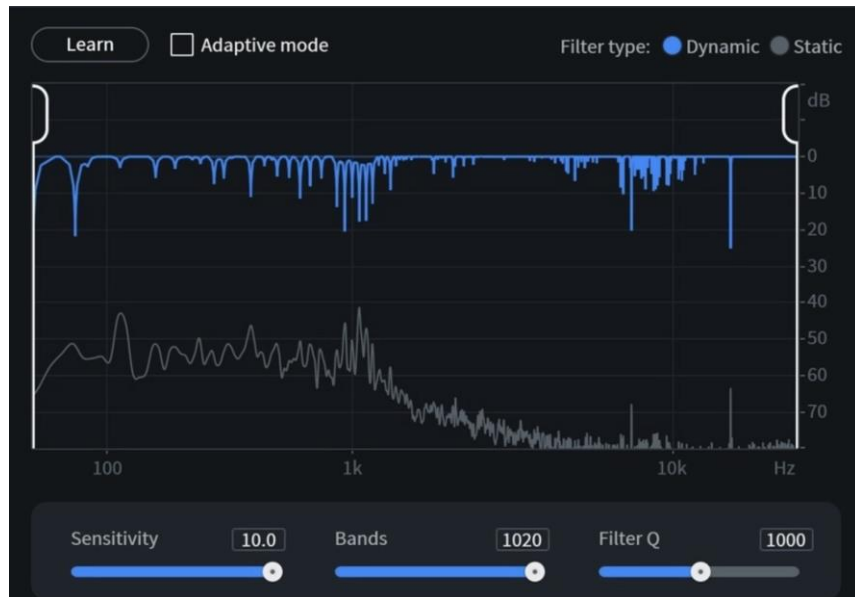 Learn Adaptive mode Filter type: Dynamic Static
dB
0
-10
-20
-30
-40
-50
-60
-70
100 1k 10k Hz
Sensitivity 10.0 Bands 1020 Filter Q 1000